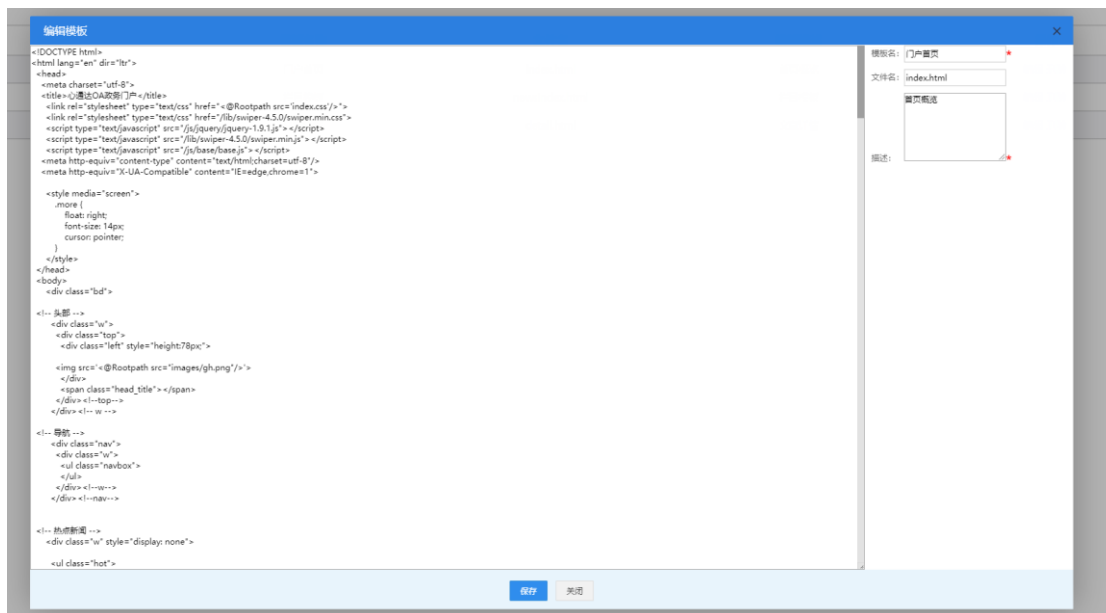 编辑模板
×
<!DOCTYPE html>
<html lang="en" dir="ltr">
<head>
<meta charset="utf-8">
<title>心通达OA政务门户</title>
<link rel="stylesheet" type="text/css" href="<@Rootpath src='index.css'/>">
<link rel="stylesheet" type="text/css" href="/lib/swiper-4.5.0/swiper.min.css">
<script type="text/javascript" src="/js/jquery/jquery-1.9.1.js"></script>
<script type="text/javascript" src="/lib/swiper-4.5.0/swiper.min.js"></script>
<script type="text/javascript" src="/js/base/base.js"></script>
<meta http-equiv="content-type" content="text/html;charset=utf-8"/>
<meta http-equiv="X-UA-Compatible" content="IE=edge,chrome=1">
<style media="screen">
.more {
float: right;
font-size: 14px;
cursor: pointer;
}
</style>
</head>
<body>
<div class="bd">
<!-- 头部 -->
<div class="w">
<div class="top">
<div class="left" style="height:78px;">
<img src='<@Rootpath src="images/gh.png"/>'>
</div>
<span class="head_title"></span>
</div><!--top-->
</div><!-- w -->
<!-- 导航 -->
<div class="nav">
<div class="w">
<ul class="navbox">
</ul>
</div><!--w-->
</div><!--nav-->
<!-- 热点新闻 -->
<div class="w" style="display: none">
<ul class="hot">
模板名: 门户首页 *
文件名: index.html
首页概览
描述: *
保存 关闭